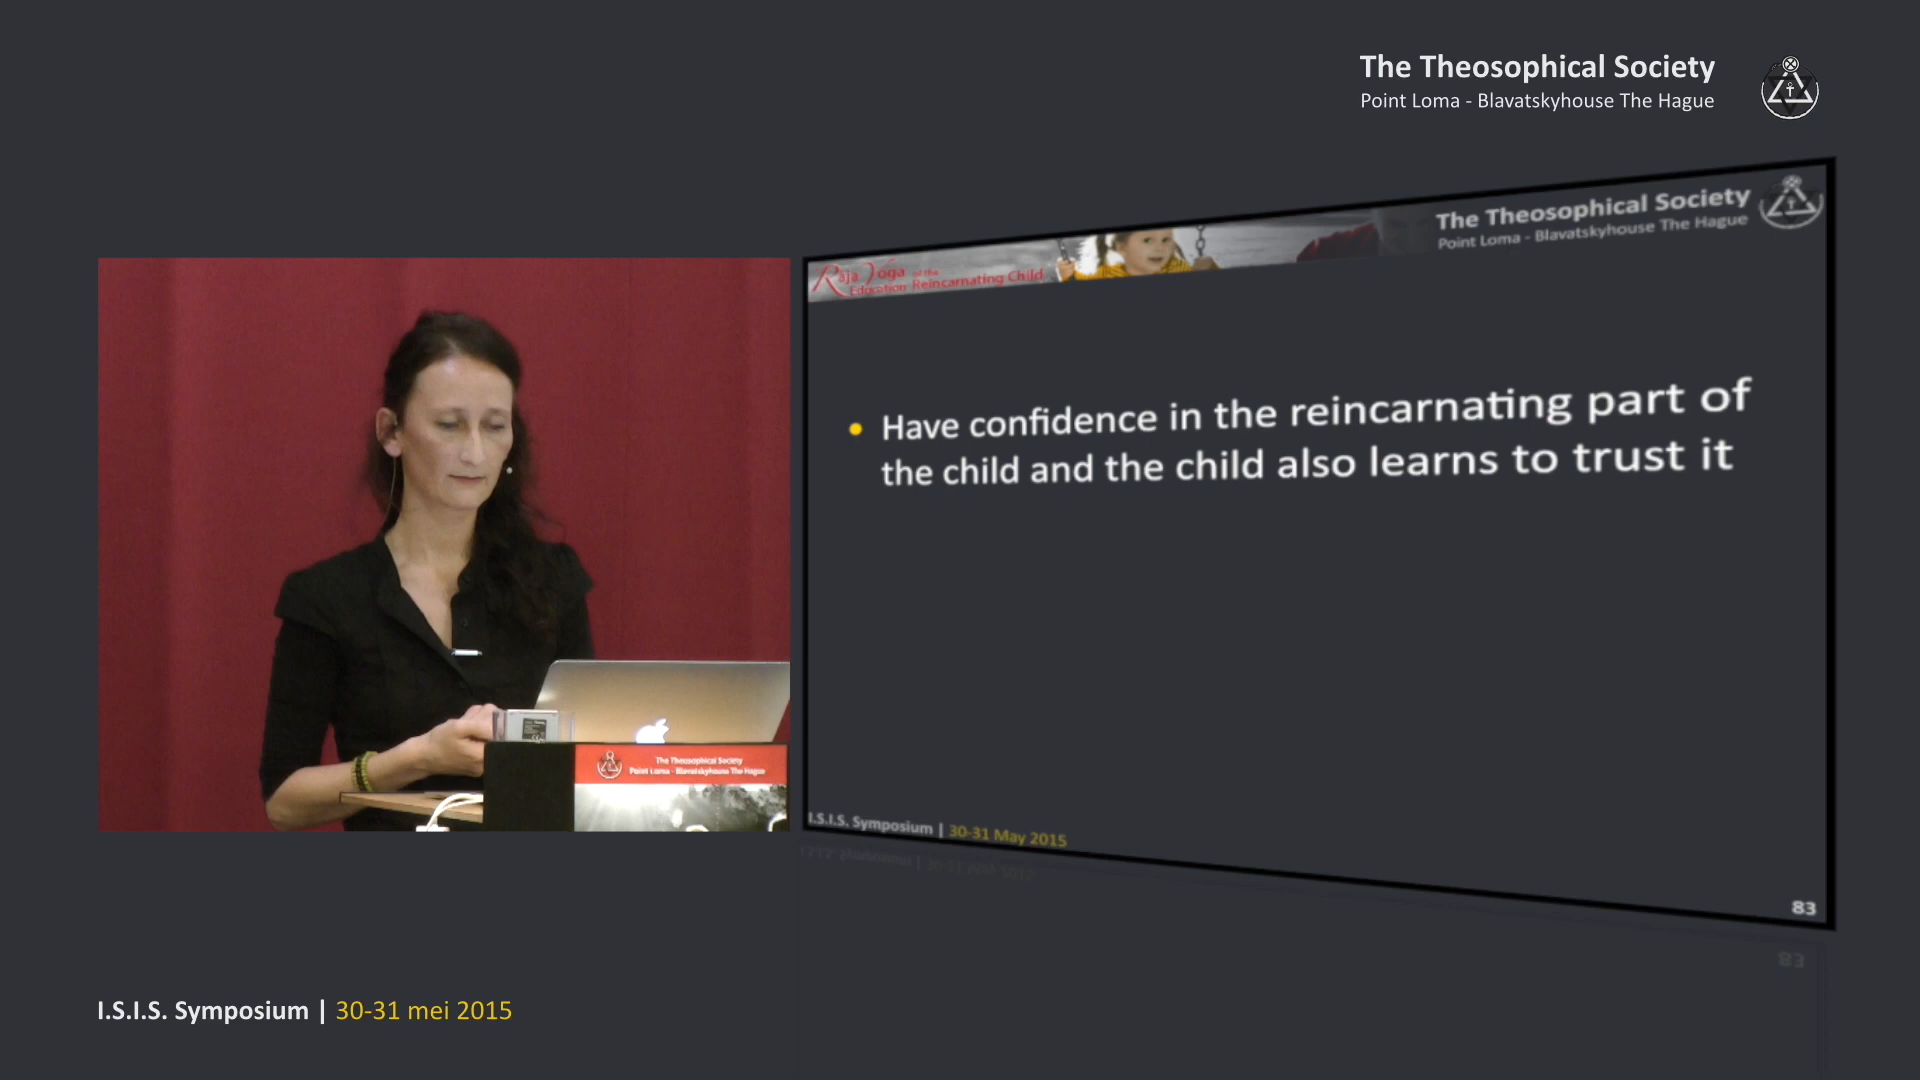 The Theosophical Society
Point Loma - Blavatskyhouse The Hague
The Theosophical Society
Point Loma - Blavatskyhouse The Hague
Raja Yoga of the
Education Reincarnating Child
• Have confidence in the reincarnating part of
the child and the child also learns to trust it
The Theosophical Society
Point Loma - Blavatskyhouse The Hague
I.S.I.S. Symposium | 30-31 May 2015
83
I.S.I.S. Symposium | 30-31 mei 2015